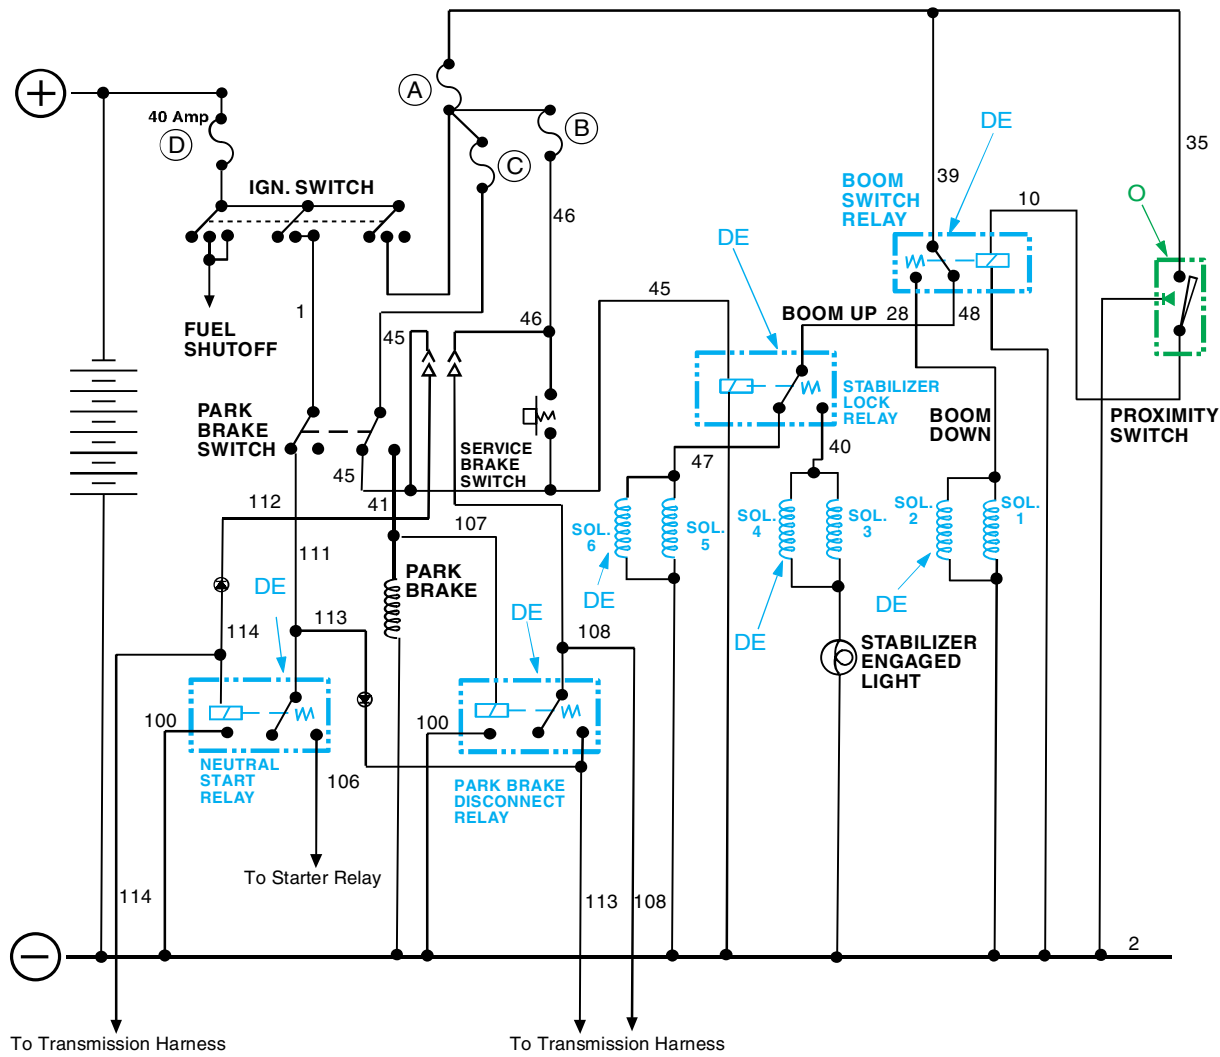 +
40 Amp
D
A
B
C
IGN. SWITCH
46
39
35
DE
BOOM
SWITCH
RELAY
10
O
DE
FUEL
SHUTOFF
1
45
46
45
BOOM UP
28
48
PARK
BRAKE
SWITCH
STABILIZER
LOCK
RELAY
BOOM
DOWN
PROXIMITY
SWITCH
SERVICE
BRAKE
SWITCH
45
47
40
112
41
107
111
SOL.
6
SOL.
5
SOL.
4
SOL.
3
SOL.
2
SOL.
1
PARK
BRAKE
DE
DE
DE
DE
DE
114
113
108
STABILIZER
ENGAGED
LIGHT
100
100
NEUTRAL
START
RELAY
106
PARK BRAKE
DISCONNECT
RELAY
To Starter Relay
114
113
108
2
−
To Transmission Harness
To Transmission Harness